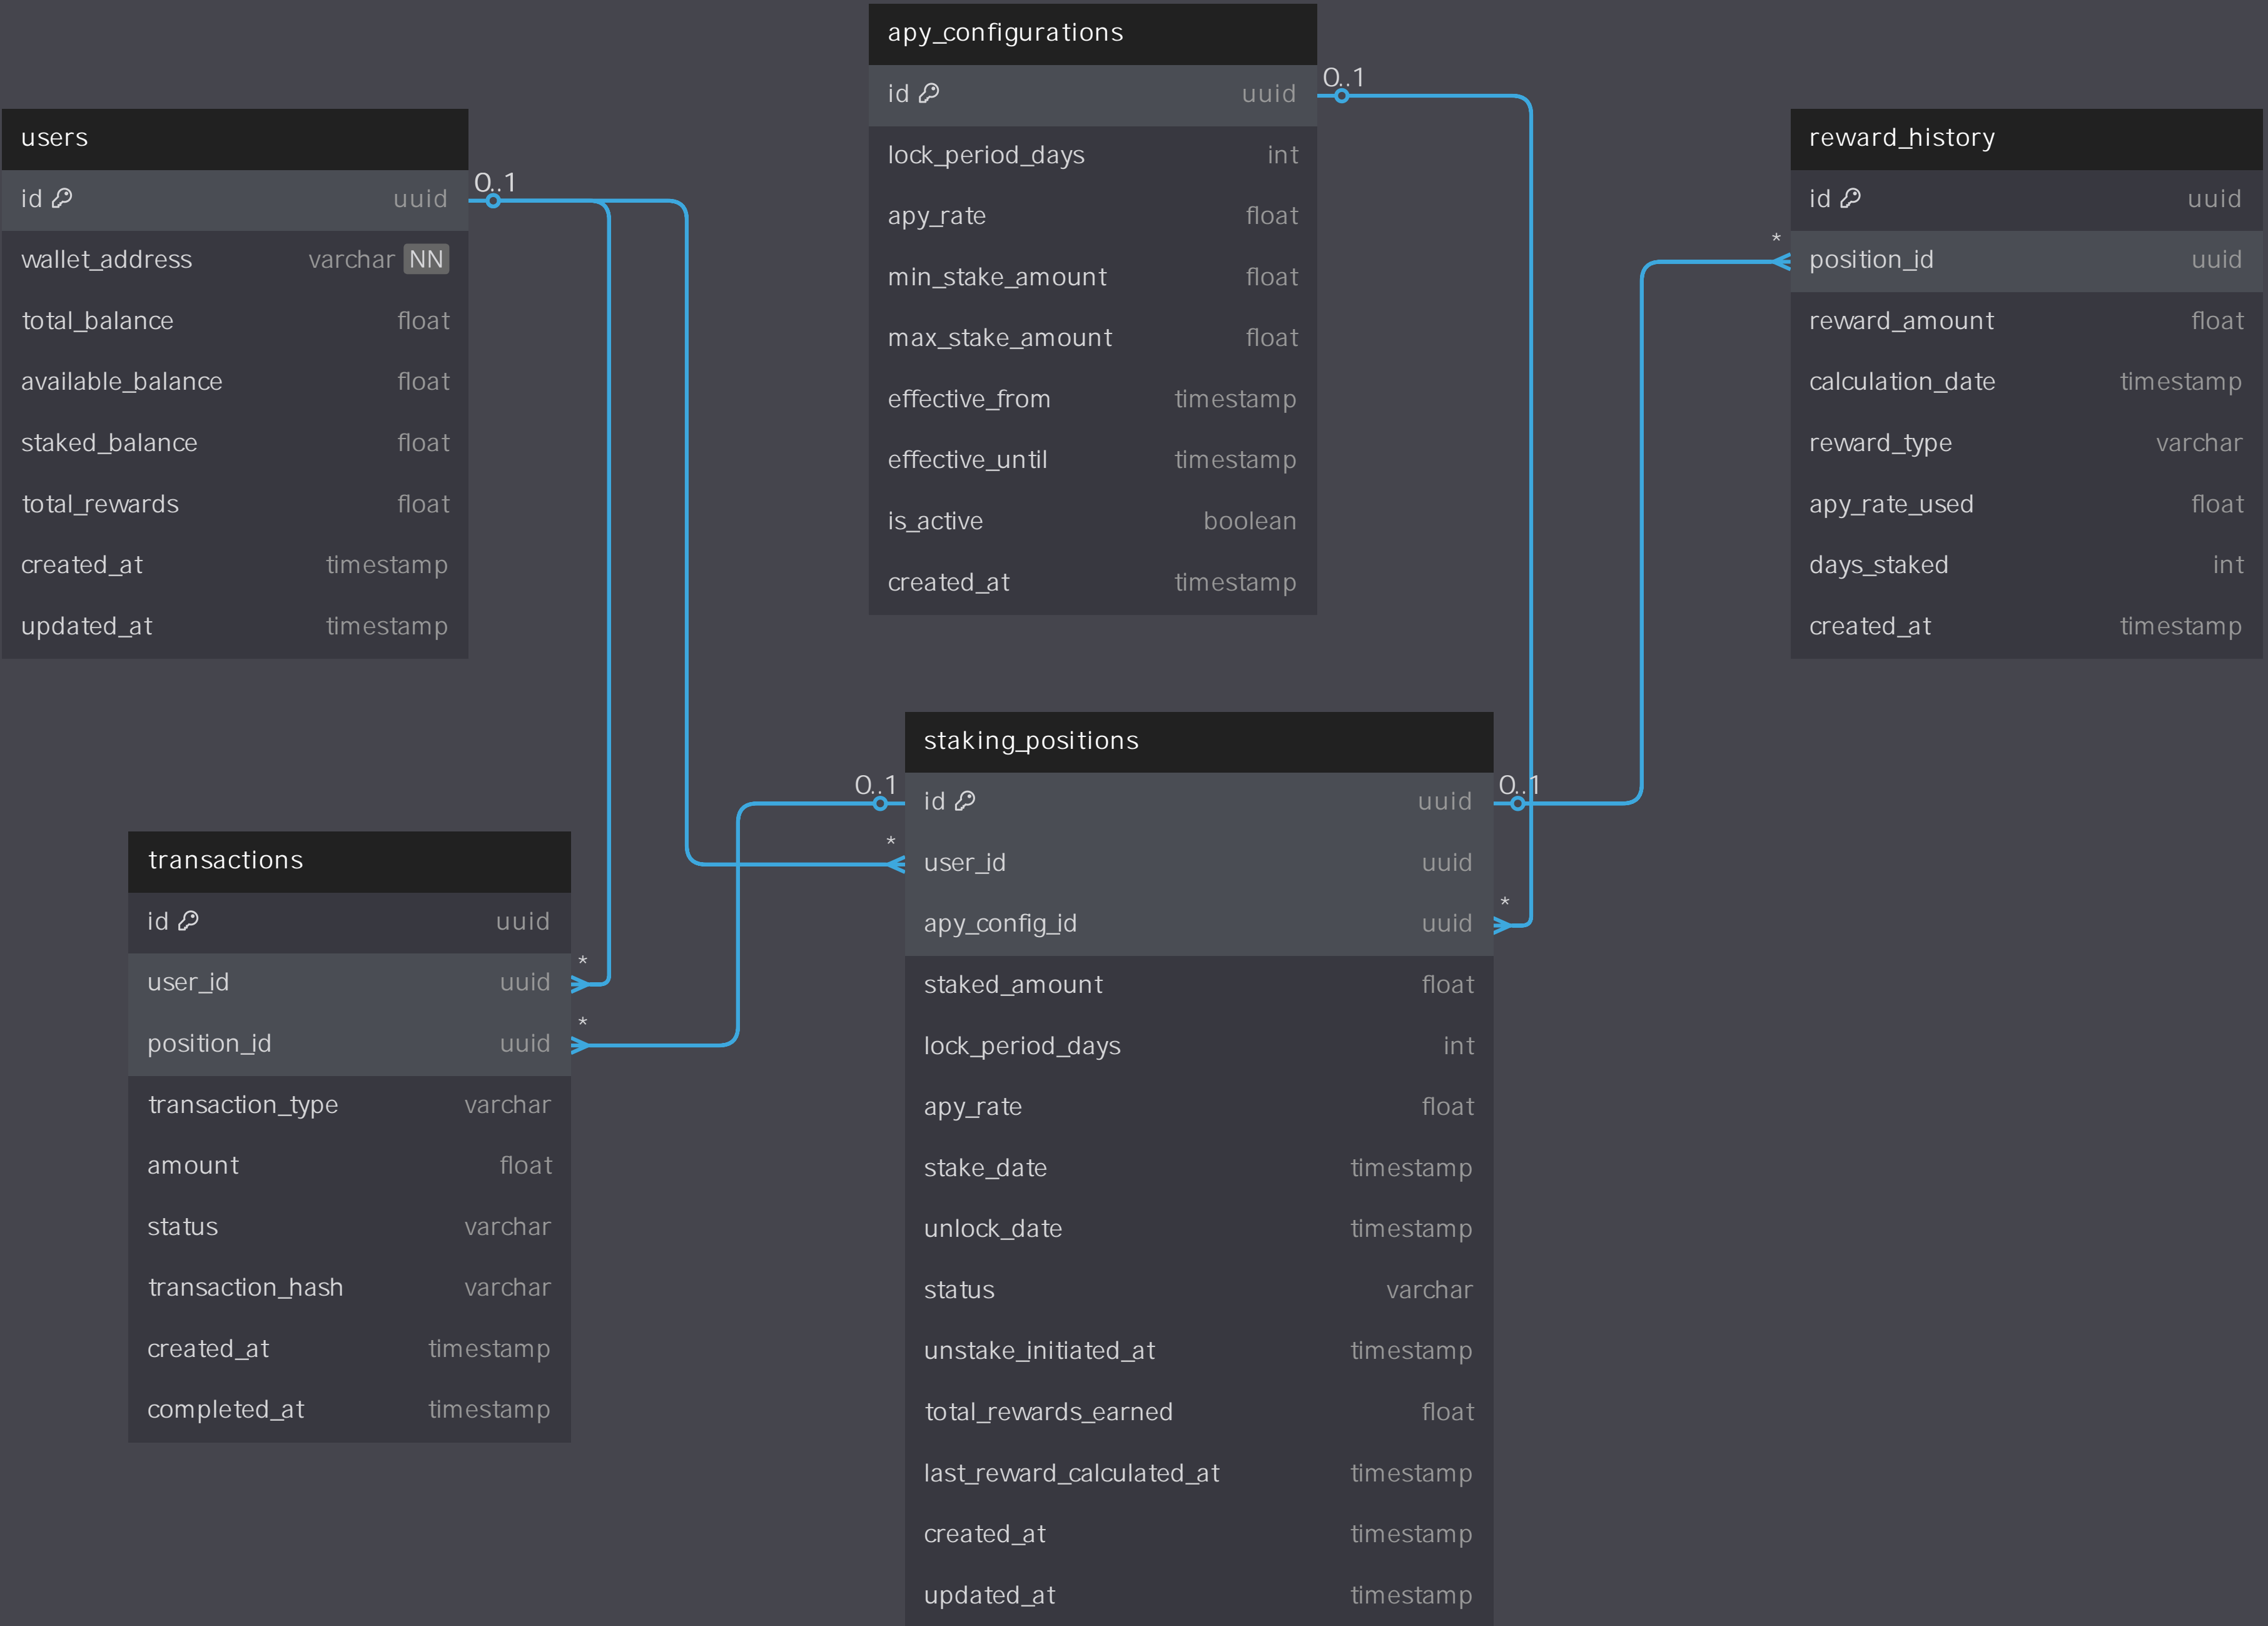 users
id uuid
wallet_address varchar NN
total_balance float
available_balance float
staked_balance float
total_rewards float
created_at timestamp
updated_at timestamp
0..1
apy_configurations
id uuid
lock_period_days int
apy_rate float
min_stake_amount float
max_stake_amount float
effective_from timestamp
effective_until timestamp
is_active boolean
created_at timestamp
0..1
reward_history
id uuid
*
position_id uuid
reward_amount float
calculation_date timestamp
reward_type varchar
apy_rate_used float
days_staked int
created_at timestamp
transactions
id uuid
*
user_id uuid
*
position_id uuid
transaction_type varchar
amount float
status varchar
transaction_hash varchar
created_at timestamp
completed_at timestamp
staking_positions
0..1 id uuid 0..1
*
user_id uuid
*
apy_config_id uuid
staked_amount float
lock_period_days int
apy_rate float
stake_date timestamp
unlock_date timestamp
status varchar
unstake_initiated_at timestamp
total_rewards_earned float
last_reward_calculated_at timestamp
created_at timestamp
updated_at timestamp